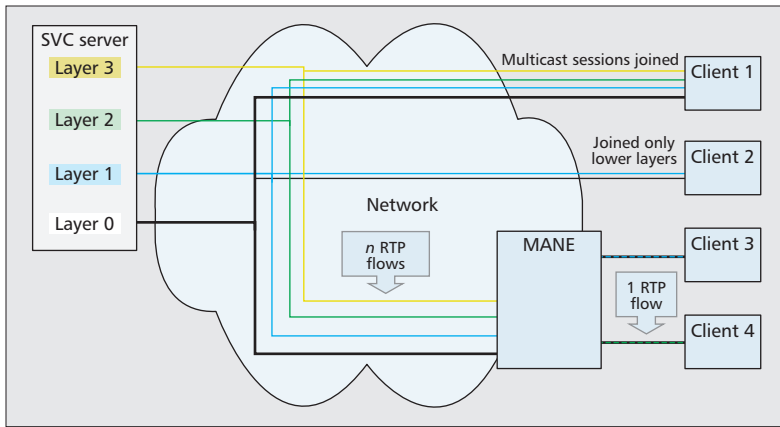 SVC server
Layer 3
Layer 2
Layer 1
Layer 0
Multicast sessions joined
Joined only
lower layers
Network
n RTP
flows
MANE
1 RTP
flow
Client 1
Client 2
Client 3
Client 4